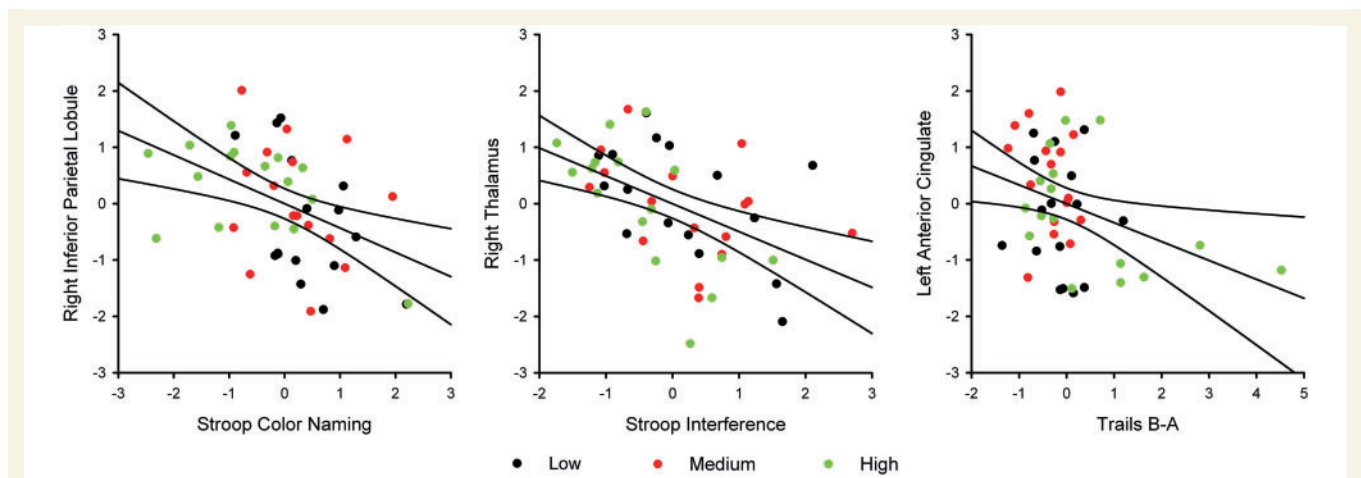 3
2
1
0
-1
-2
-3
Right Inferior Parietal Lobule
-3 -2 -1 0 1 2 3
Stroop Color Naming
3
2
1
0
-1
-2
-3
Right Thalamus
-2 -1 0 1 2 3
Stroop Interference
3
2
1
0
-1
-2
-3
Left Anterior Cingulate
-2 -1 0 1 2 3 4 5
Trails B-A
Low Medium High